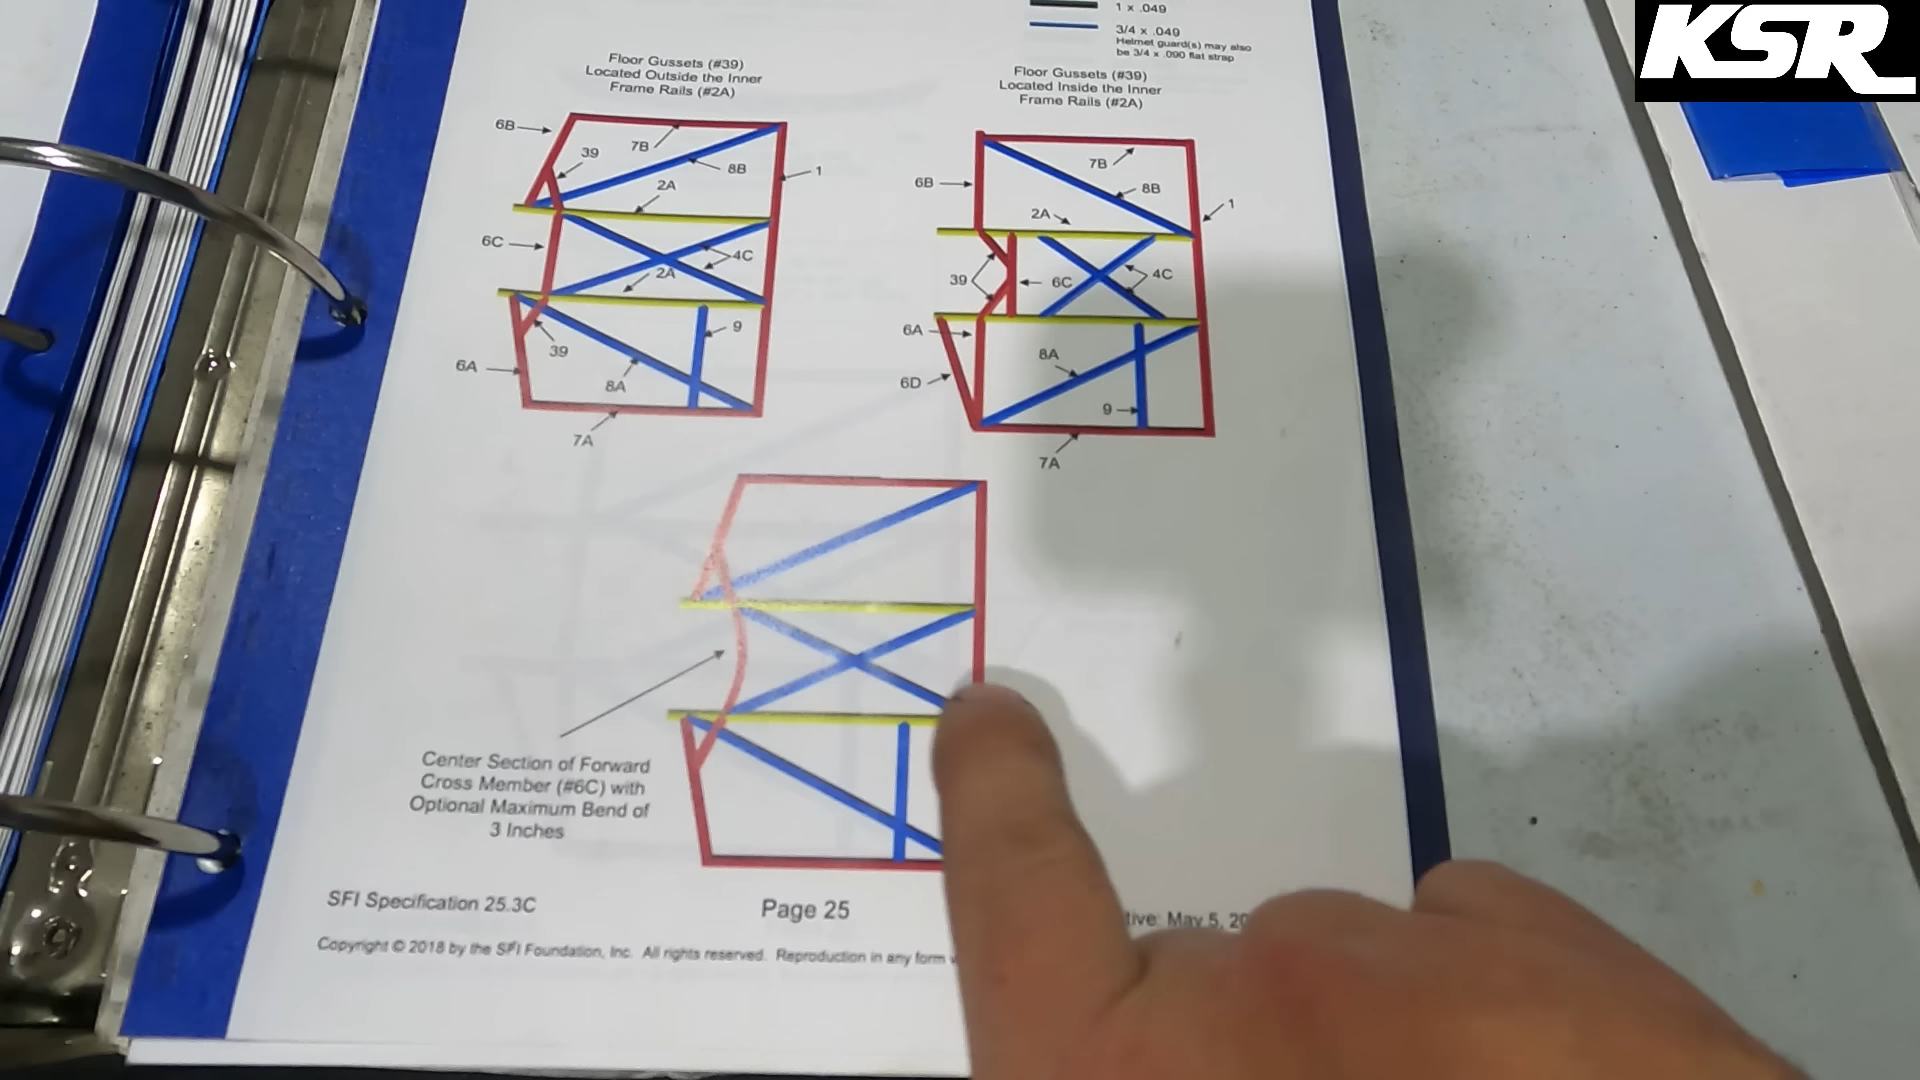 KSR
1 x .049
3/4 x .049
Helmet guard(s) may also
be 3/4 x .090 flat strap
Floor Gussets (#39)
Located Outside the Inner
Frame Rails (#2A)
6B
39
7B
8B
1
2A
6C
4C
2A
9
39
6A
8A
7A
Floor Gussets (#39)
Located Inside the Inner
Frame Rails (#2A)
7B
6B
8B
1
2A
39
6C
4C
6A
8A
6D
9
7A
Center Section of Forward
Cross Member (#6C) with
Optional Maximum Bend of
3 Inches
SFI Specification 25.3C
Page 25
May 5, 20
Copyright © 2018 by the SFI Foundation, Inc. All rights reserved. Reproduction in any form